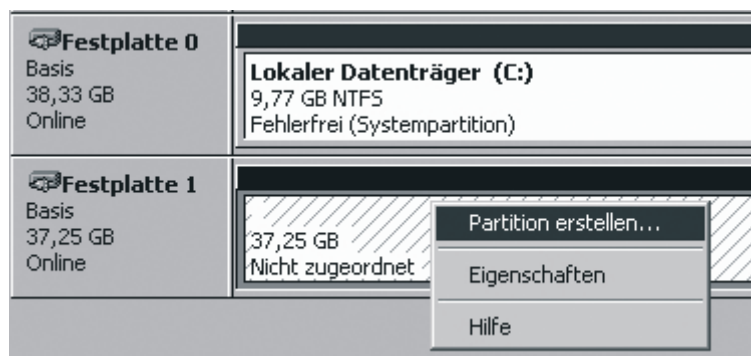 Festplatte 0
Basis
38,33 GB
Online
Lokaler Datenträger (C:)
9,77 GB NTFS
Fehlerfrei (Systempartition)
Festplatte 1
Basis
37,25 GB
Online
37,25 GB
Nicht zugeordnet
Partition erstellen...
Eigenschaften
Hilfe